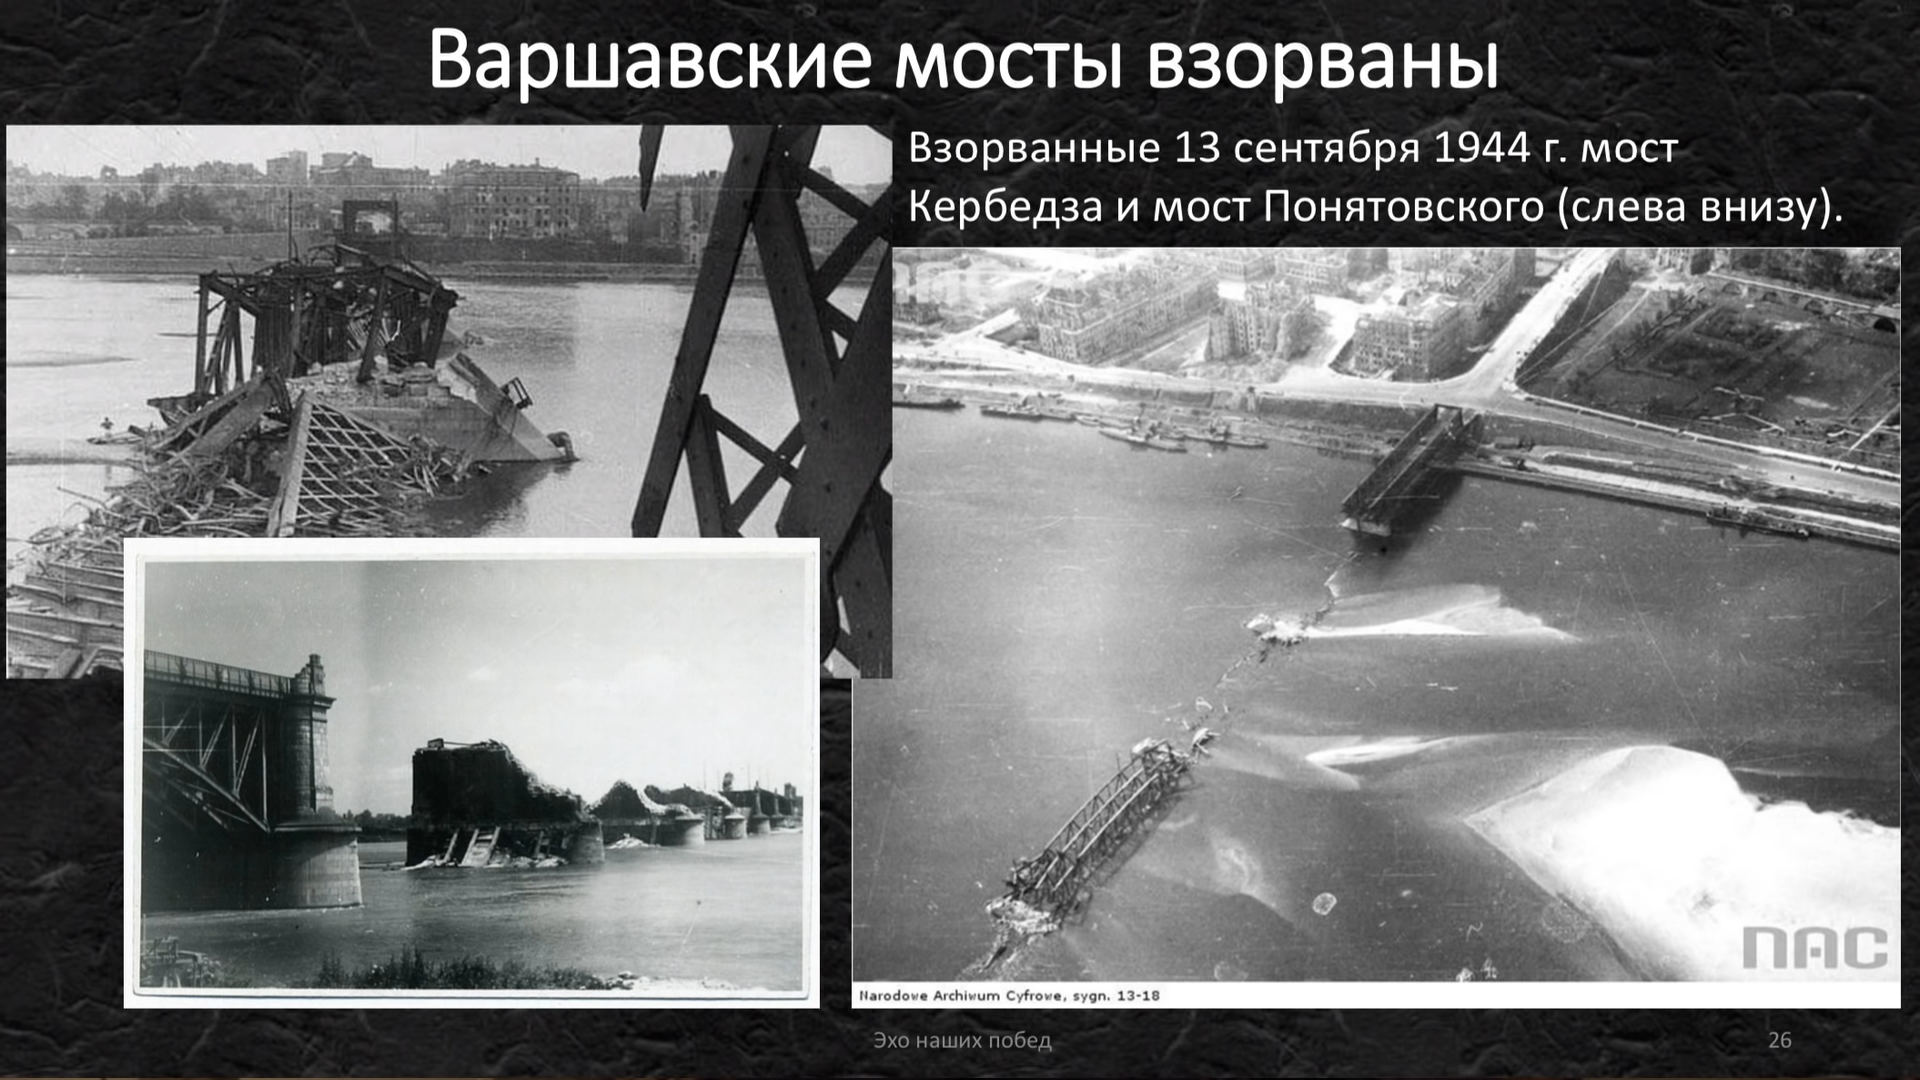 Варшавские мосты взорваны
Взорванные 13 сентября 1944 г. мост
Кербедза и мост Понятовского (слева внизу).
NAC
Narodowe Archiwum Cyfrowe, sygn. 13-18
Эхо наших побед
26